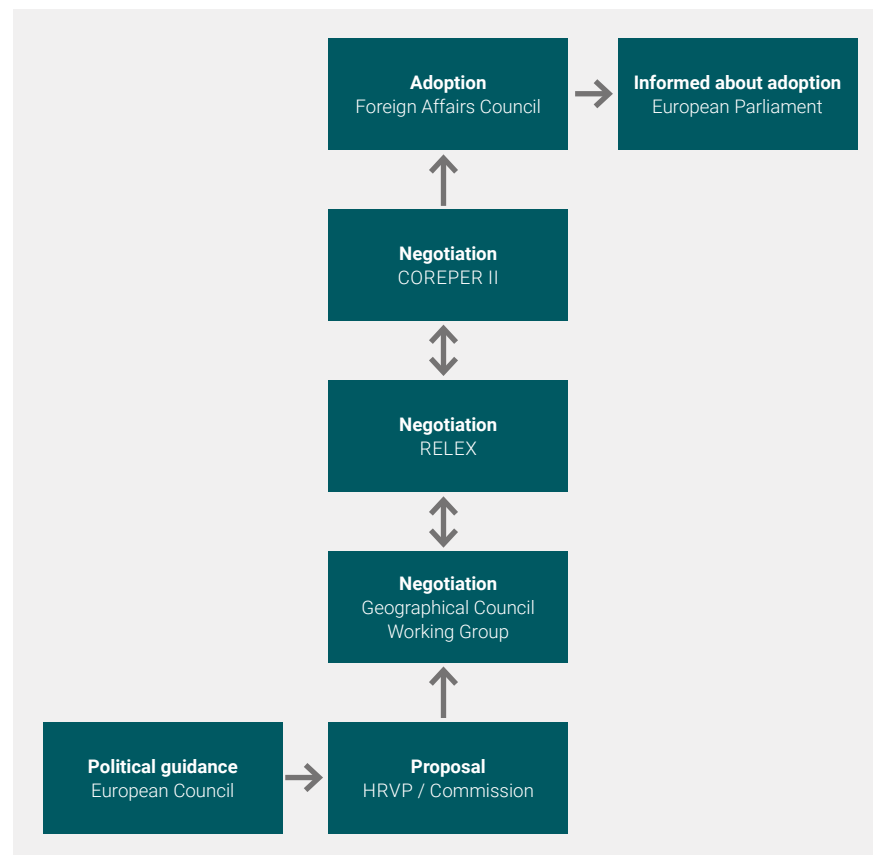 Adoption
Foreign Affairs Council
Informed about adoption
European Parliament
Negotiation
COREPER II
Negotiation
RELEX
Negotiation
Geographical Council
Working Group
Political guidance
European Council
Proposal
HRVP / Commission